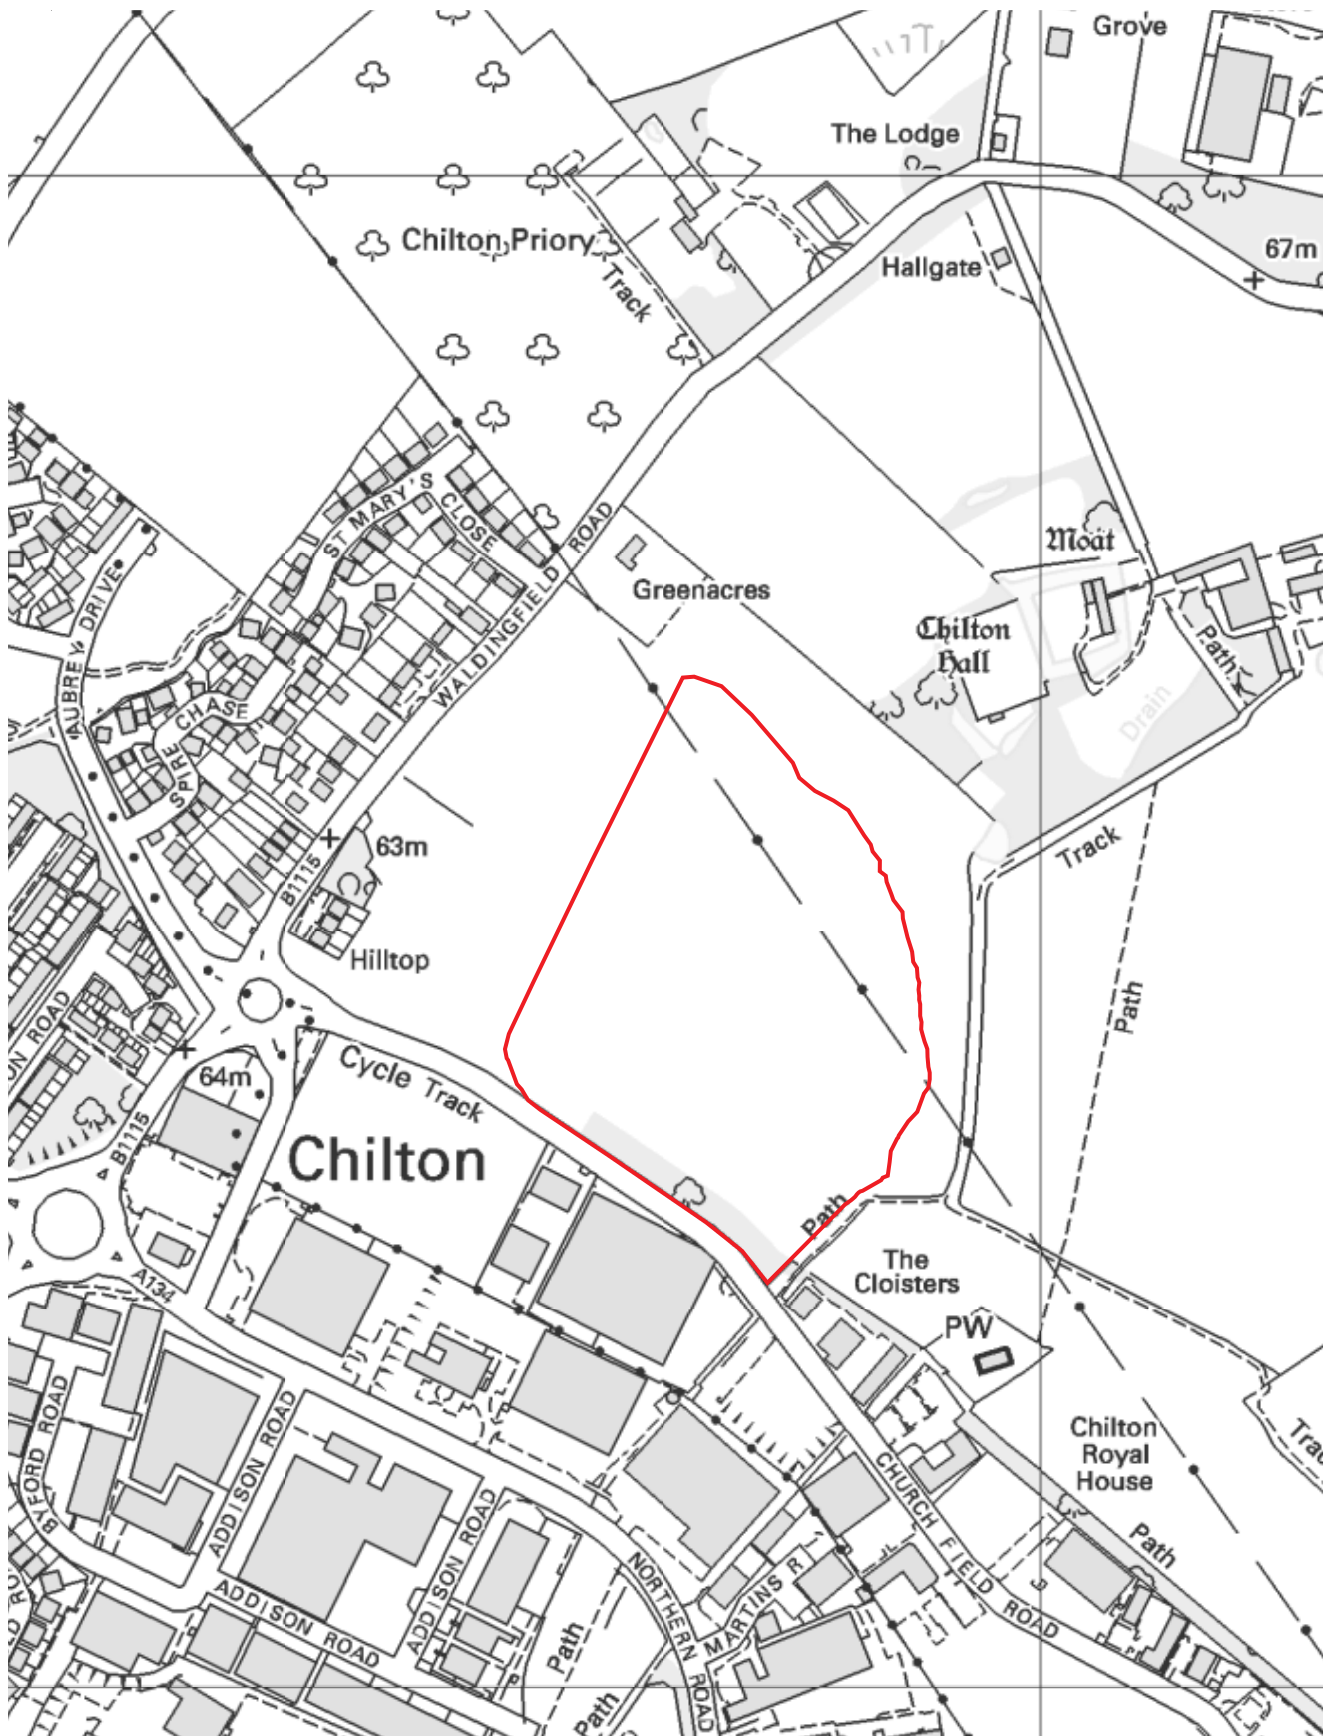 Grove
The Lodge
67m
Chilton Priory
Hallgate
Track
ST MARY'S
CLOSE
ROAD
Moat
Greenacres
WALDINGFIELD
AUBREY DRIVE
Chilton
Hall
Path
CHASE
SPIRE
Drain
63m
B1115
Track
Hilltop
Path
ON ROAD
Cycle Track
64m
B1115
Chilton
Path
The
Cloisters
A134
PW
BYFORD ROAD
ADDISON ROAD
Chilton
Royal
House
CHURCH FIELD ROAD
ADDISON ROAD
Path
NORTHERN ROAD
MARTINS R
ADDISON ROAD
Path
Path